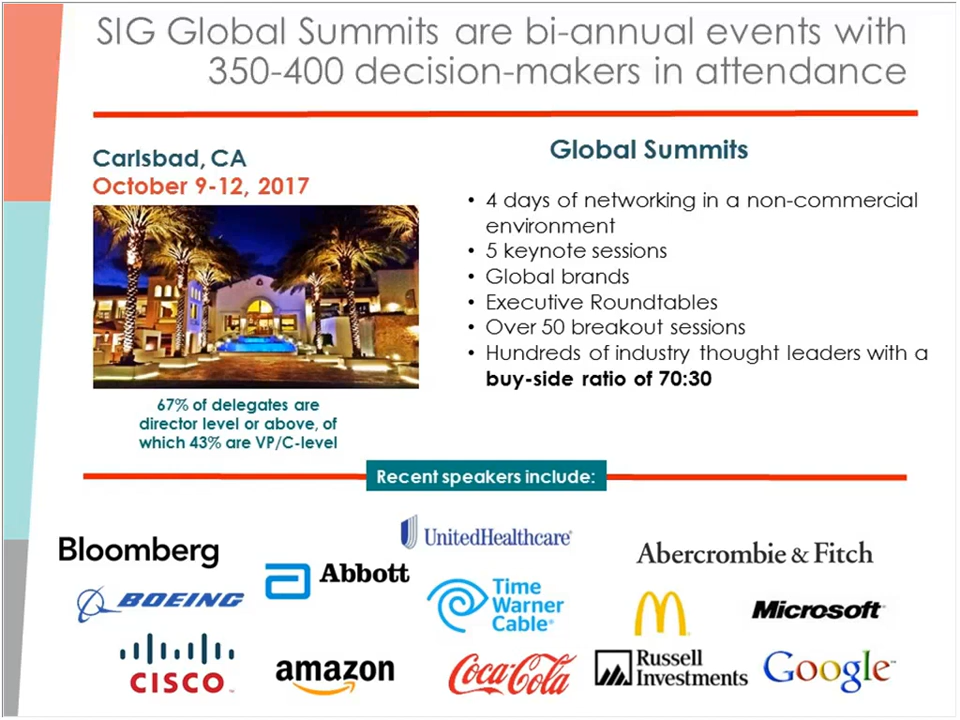 SIG Global Summits are bi-annual events with
350-400 decision-makers in attendance
Carlsbad, CA
October 9-12, 2017
67% of delegates are
director level or above, of
which 43% are VP/C-level
Global Summits
• 4 days of networking in a non-commercial
environment
• 5 keynote sessions
• Global brands
• Executive Roundtables
• Over 50 breakout sessions
• Hundreds of industry thought leaders with a
buy-side ratio of 70:30
Recent speakers include:
Bloomberg
UnitedHealthcare®
Abercrombie & Fitch
Abbott
BOEING
Time
Warner
Cable®
Microsoft
CISCO
amazon
Coca-Cola
Russell
Investments
Google™